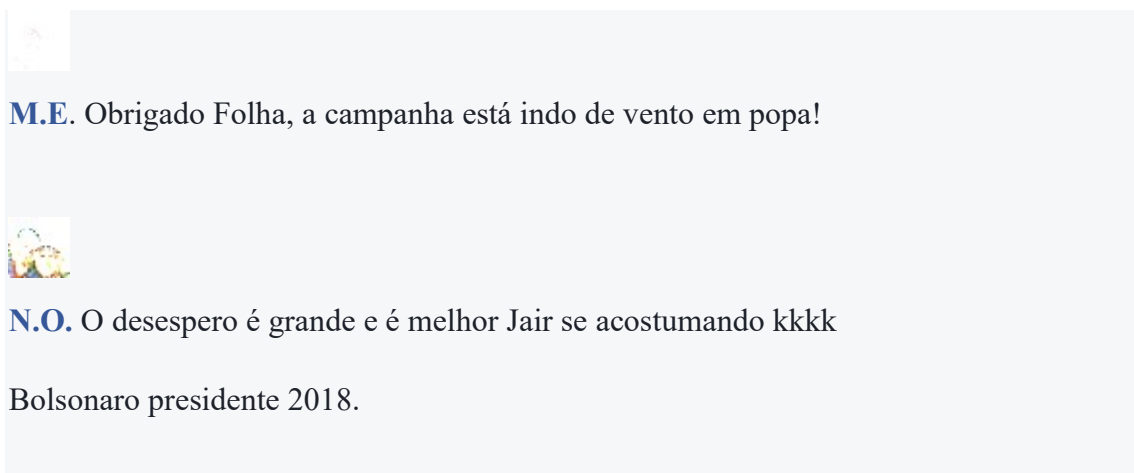 M.E. Obrigado Folha, a campanha está indo de vento em popa!
N.O. O desespero é grande e é melhor Jair se acostumando kkkk
Bolsonaro presidente 2018.